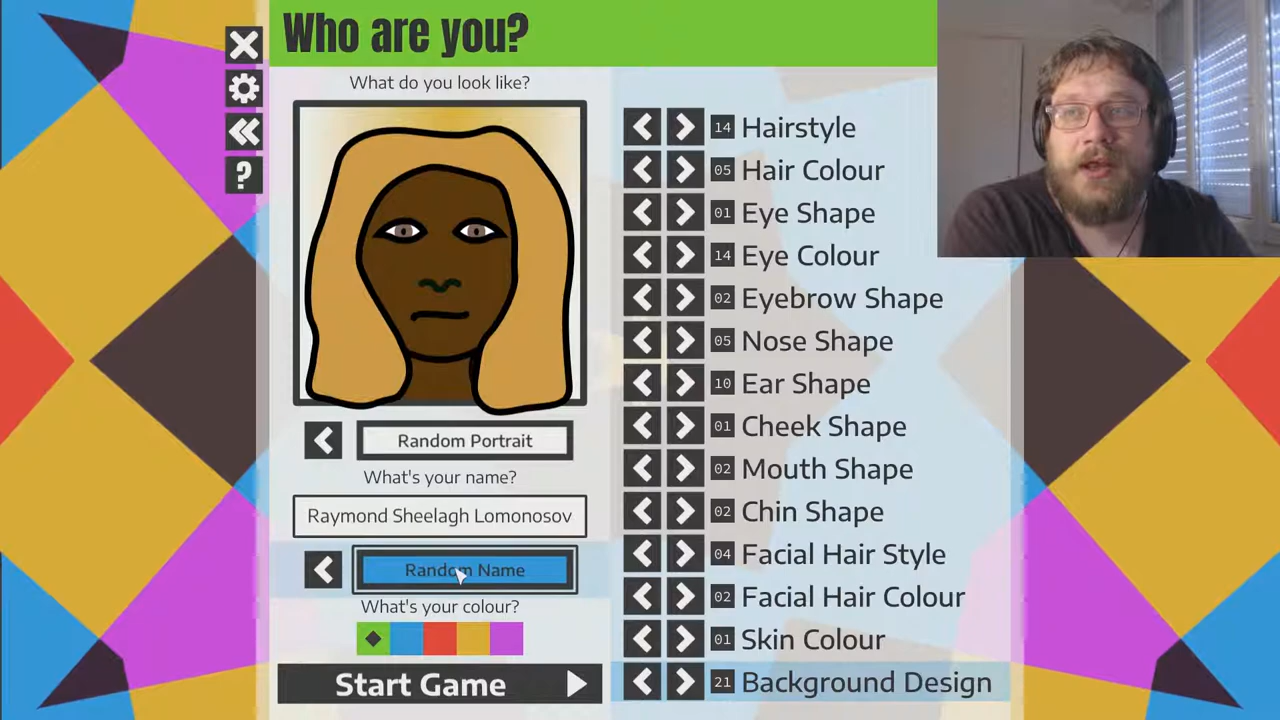 Who are you?
What do you look like?
?
Random Portrait
What's your name?
Raymond Sheelagh Lomonosov
Random Name
What's your colour?
Start Game
14 Hairstyle
05 Hair Colour
01 Eye Shape
14 Eye Colour
02 Eyebrow Shape
05 Nose Shape
10 Ear Shape
01 Cheek Shape
02 Mouth Shape
02 Chin Shape
04 Facial Hair Style
02 Facial Hair Colour
01 Skin Colour
21 Background Design